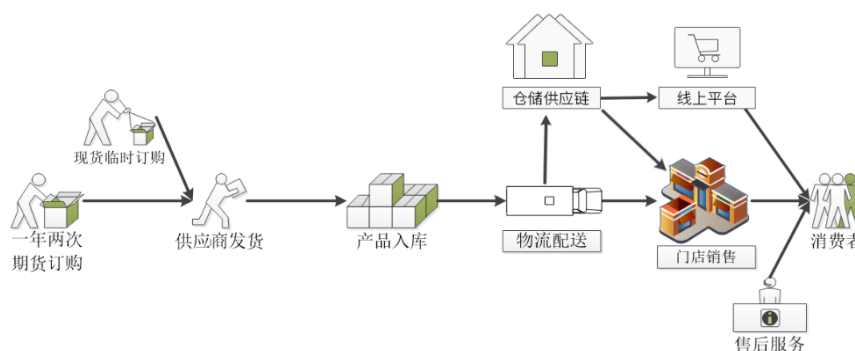 仓储供应链
线上平台
现货临时订购
一年两次
期货订购
供应商发货
产品入库
物流配送
门店销售
消费者
售后服务